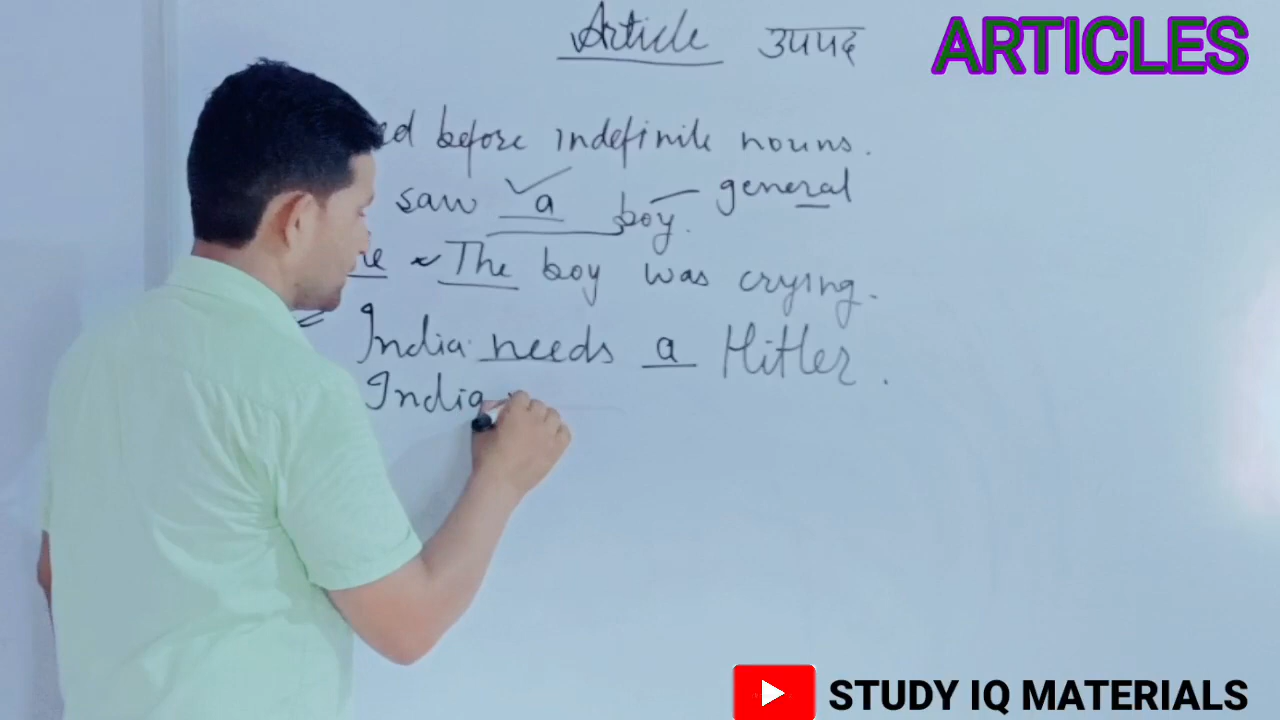 Article उपपद
ARTICLES
before indefinite nouns.
saw a boy. general
The boy was crying.
India needs a Hitler.
India
STUDY IQ MATERIALS